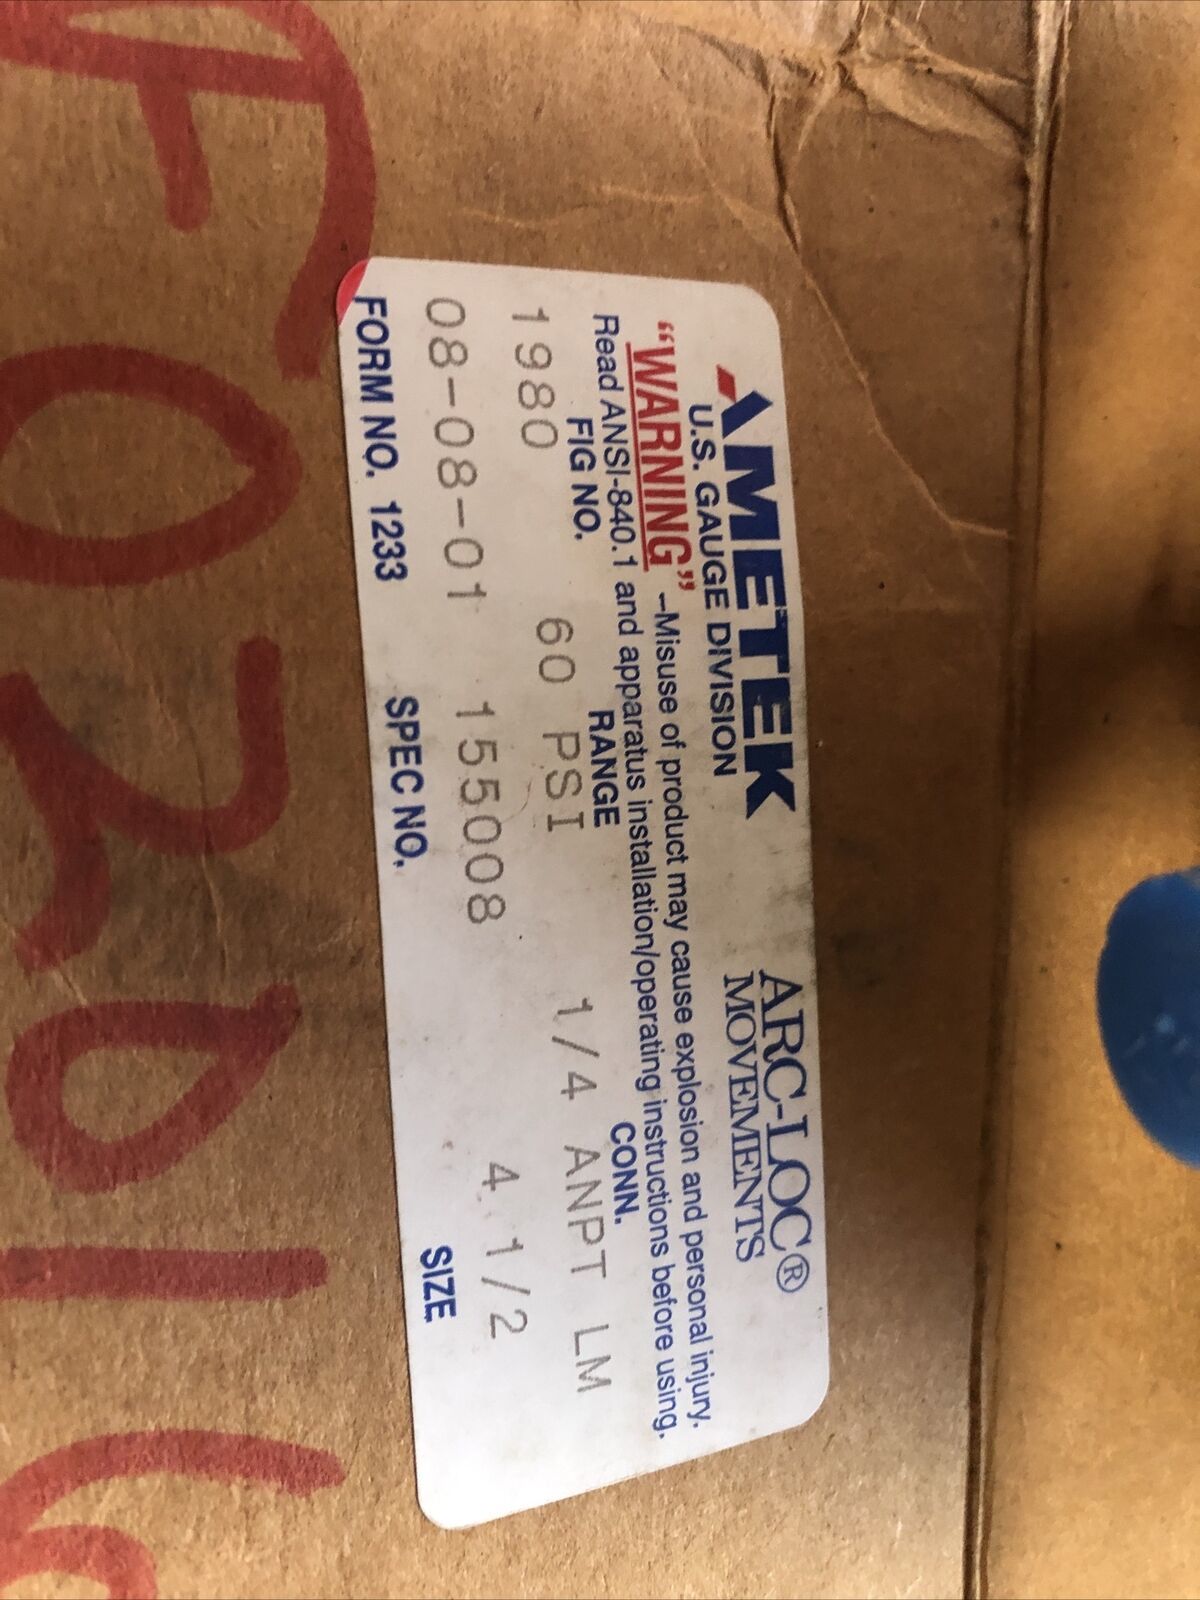 AMETEK ARC-LOC®
U.S. GAUGE DIVISION MOVEMENTS
“WARNING” –Misuse of product may cause explosion and personal injury.
Read ANSI-840.1 and apparatus installation/operating instructions before using.
FIG NO. RANGE CONN.
1980 60 PSI 1/4 ANPT LM
08-08-01 155008 4 1/2
FORM NO. 1233 SPEC NO. SIZE